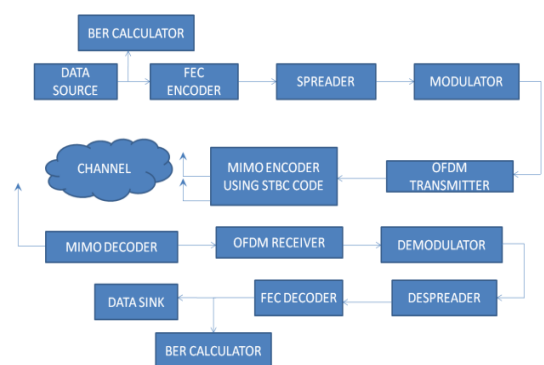 BER CALCULATOR
DATA
SOURCE
FEC
ENCODER
SPREADER
MODULATOR
CHANNEL
MIMO ENCODER
USING STBC CODE
OFDM
TRANSMITTER
MIMO DECODER
OFDM RECEIVER
DEMODULATOR
DATA SINK
FEC DECODER
DESPREADER
BER CALCULATOR